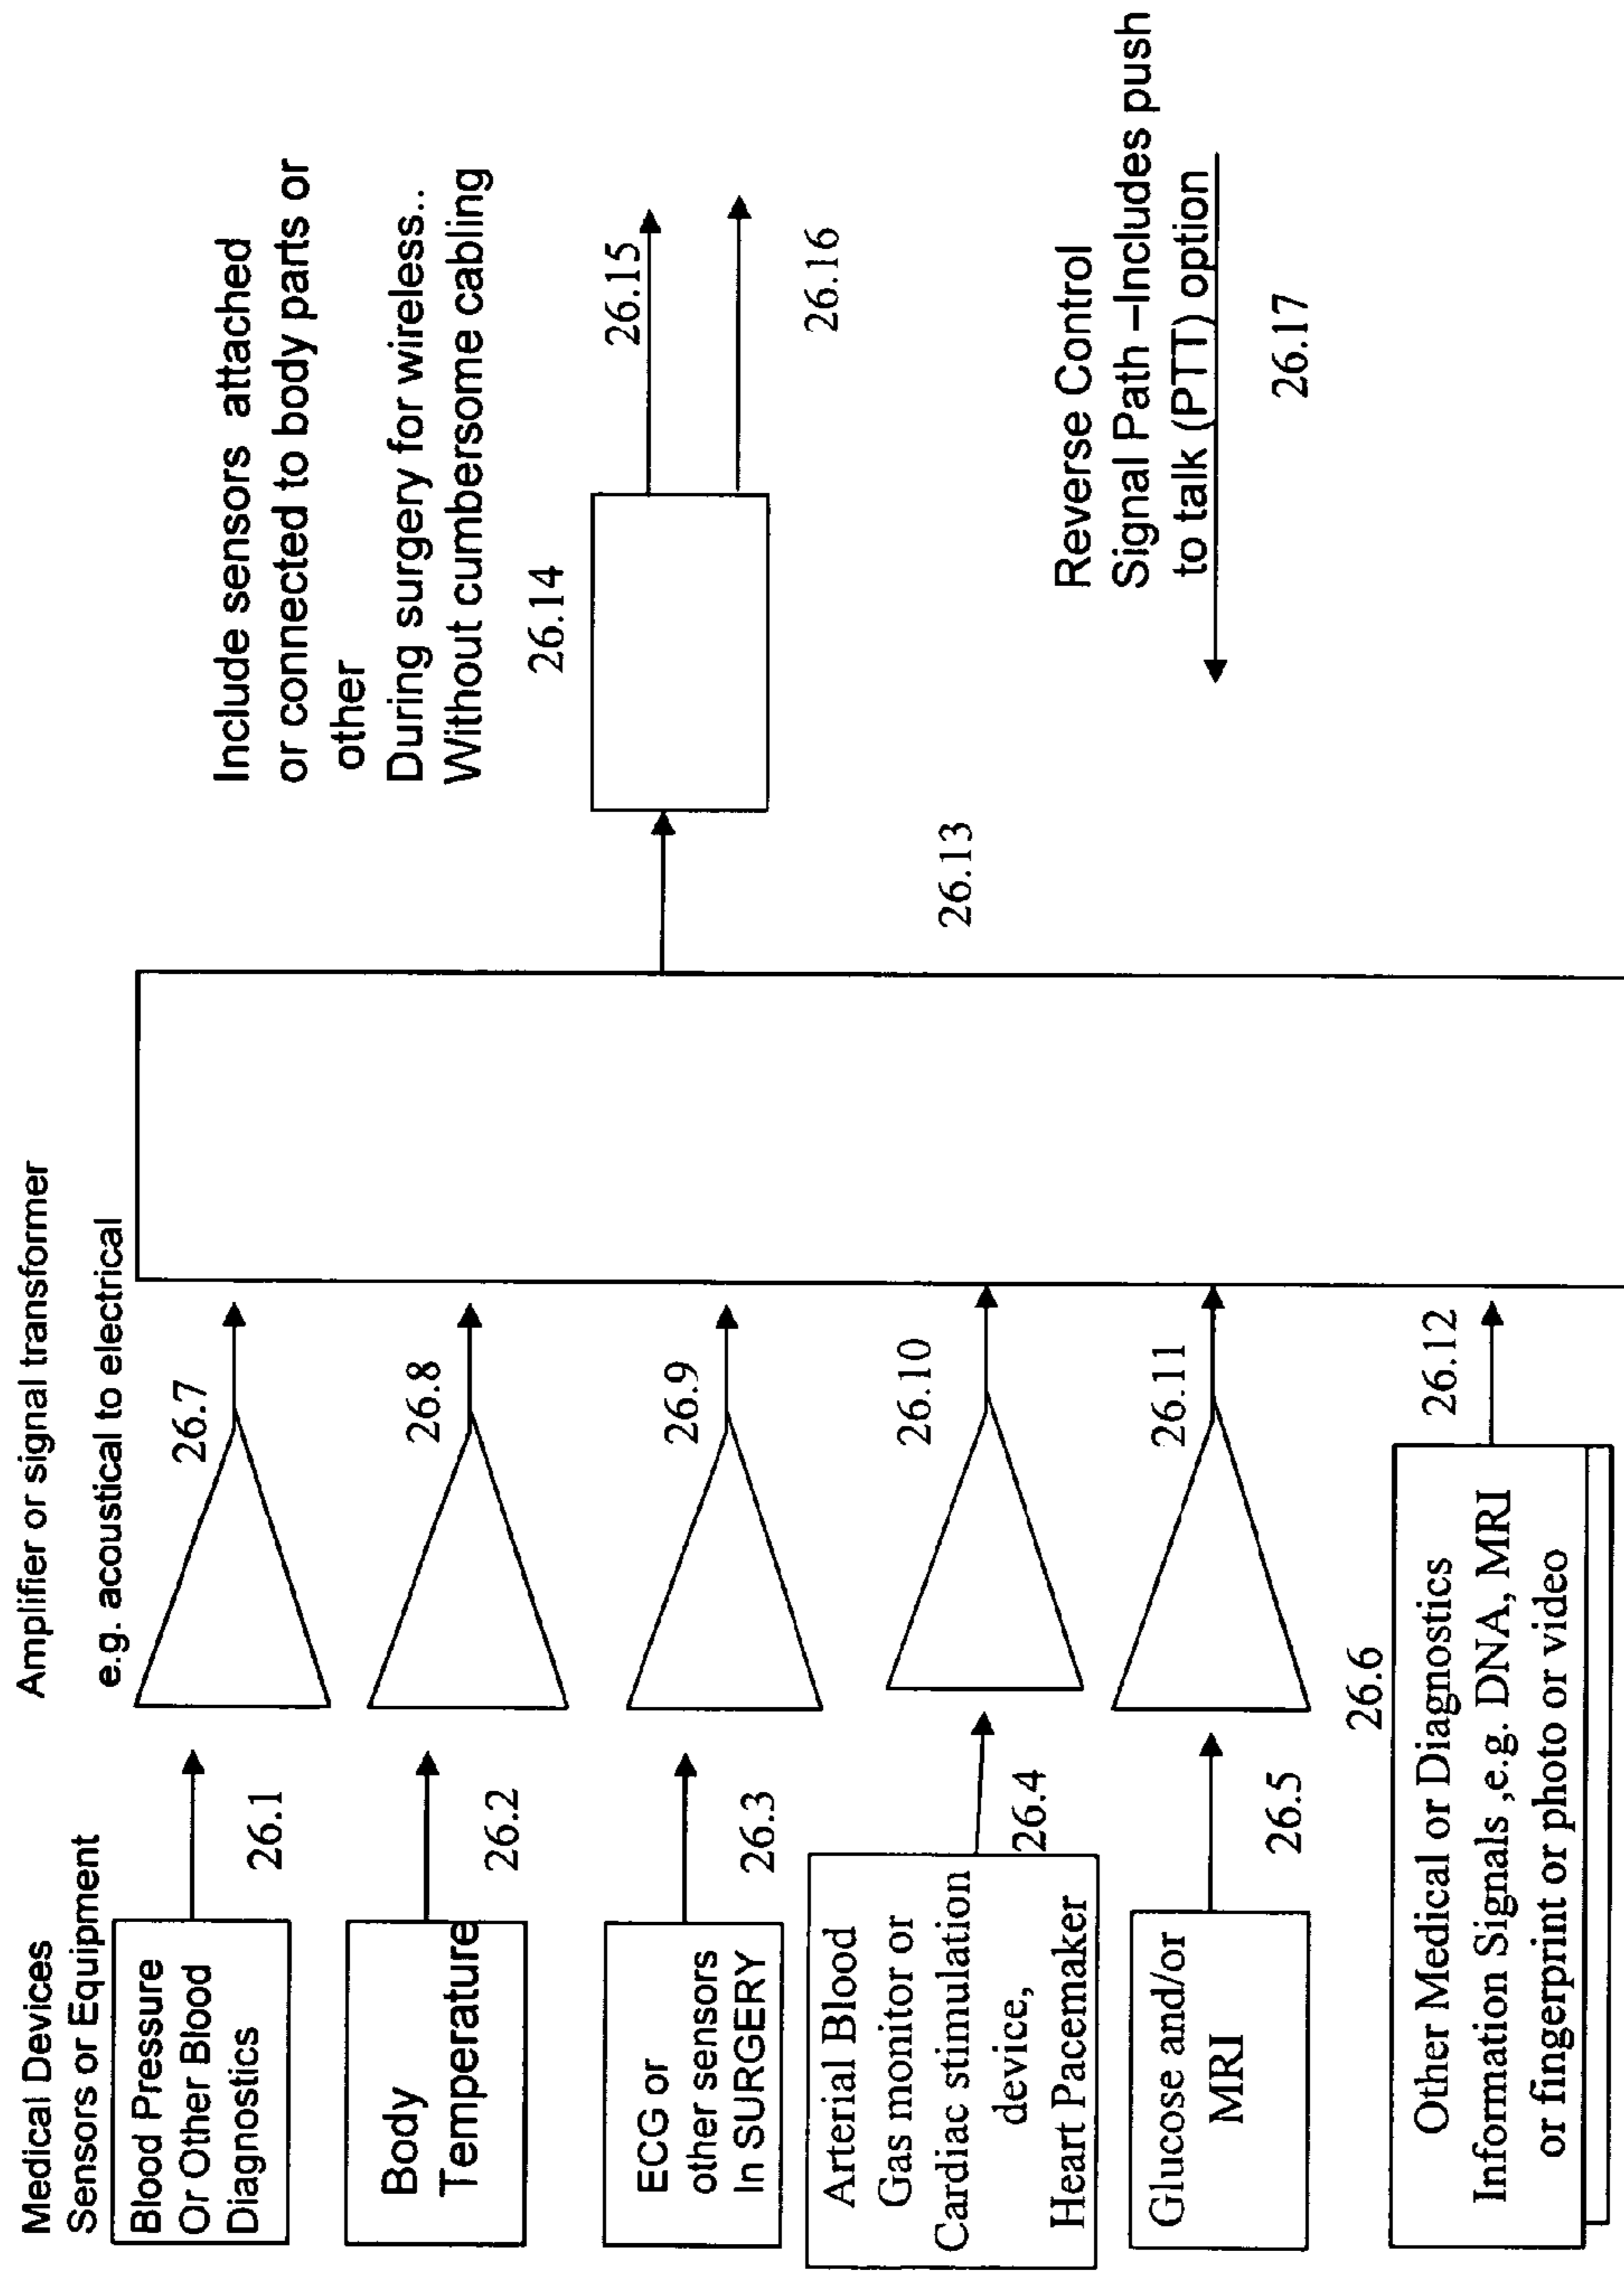 Medical Devices
Sensors or Equipment
Amplifier or signal transformer
e.g. acoustical to electrical
Blood Pressure
Or Other Blood
Diagnostics
26.1
26.7
Body
Temperature
26.2
26.8
ECG or
other sensors
In SURGERY
26.3
26.9
Arterial Blood
Gas monitor or
Cardiac stimulation
device,
Heart Pacemaker
26.4
26.10
Glucose and/or
MRI
26.5
26.11
26.6
Other Medical or Diagnostics
Information Signals ,e.g. DNA, MRI
or fingerprint or photo or video
26.12
26.13
Include sensors attached
or connected to body parts or
other
During surgery for wireless..
Without cumbersome cabling
26.14
26.15
26.16
Reverse Control
Signal Path –Includes push
to talk (PTT) option
26.17